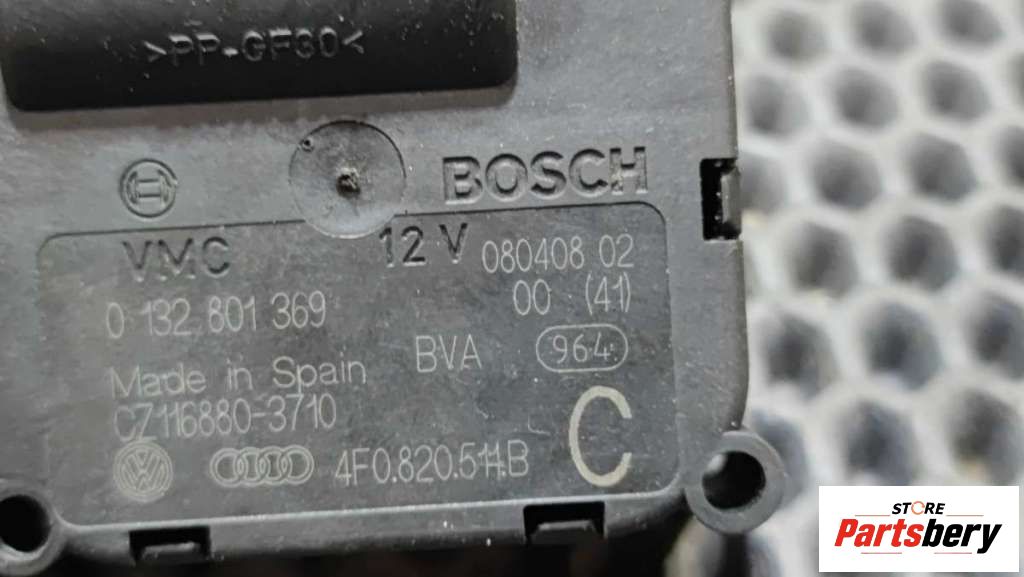 >PP-GF30<
BOSCH
VMC 12 V 080408 02
0 132 801 369 00 (41)
BVA 964
Made in Spain
CZ116880-3710
C
4F0.820.511.B
STORE
Partsbery